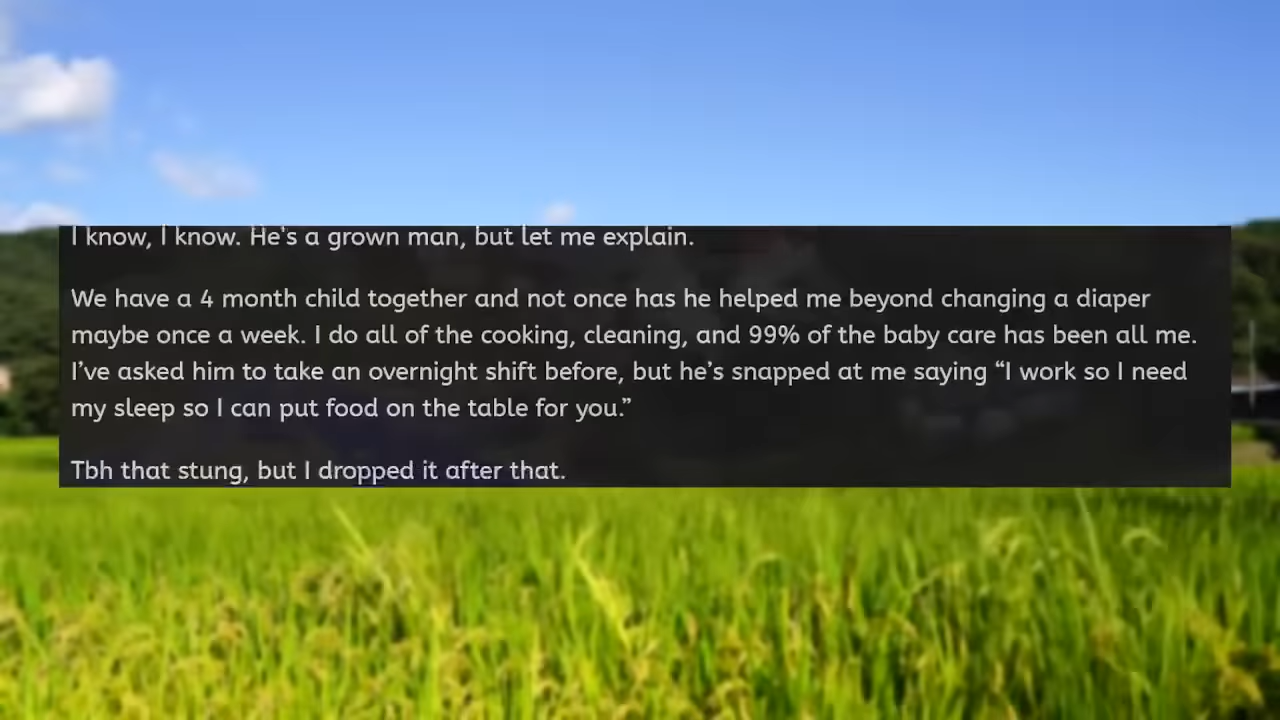 I know, I know. He's a grown man, but let me explain.
We have a 4 month child together and not once has he helped me beyond changing a diaper
maybe once a week. I do all of the cooking, cleaning, and 99% of the baby care has been all me.
I've asked him to take an overnight shift before, but he's snapped at me saying “I work so I need
my sleep so I can put food on the table for you.”
Tbh that stung, but I dropped it after that.